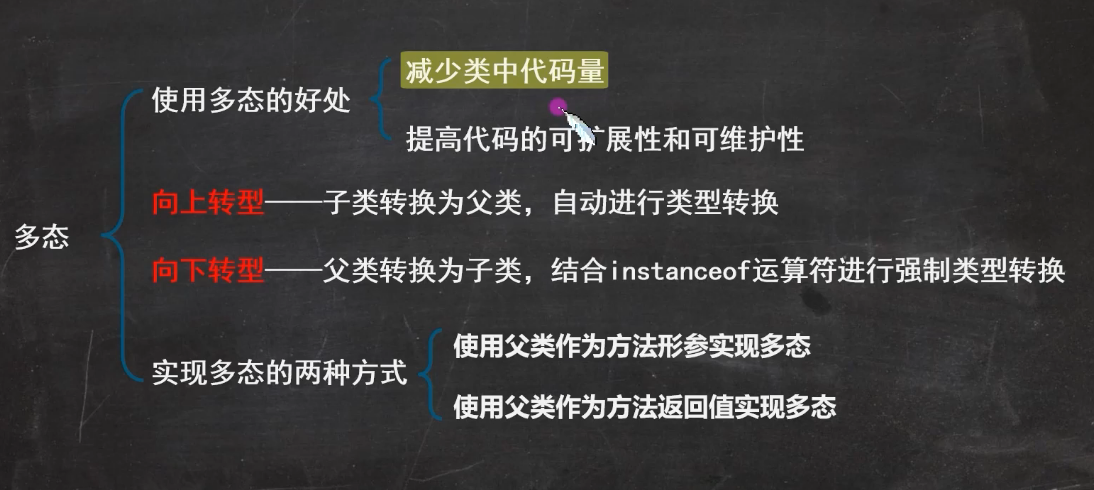 使用多态的好处
减少类中代码量
提高代码的可扩展性和可维护性
向上转型——子类转换为父类，自动进行类型转换
多态
向下转型——父类转换为子类，结合instanceof运算符进行强制类型转换
实现多态的两种方式
使用父类作为方法形参实现多态
使用父类作为方法返回值实现多态